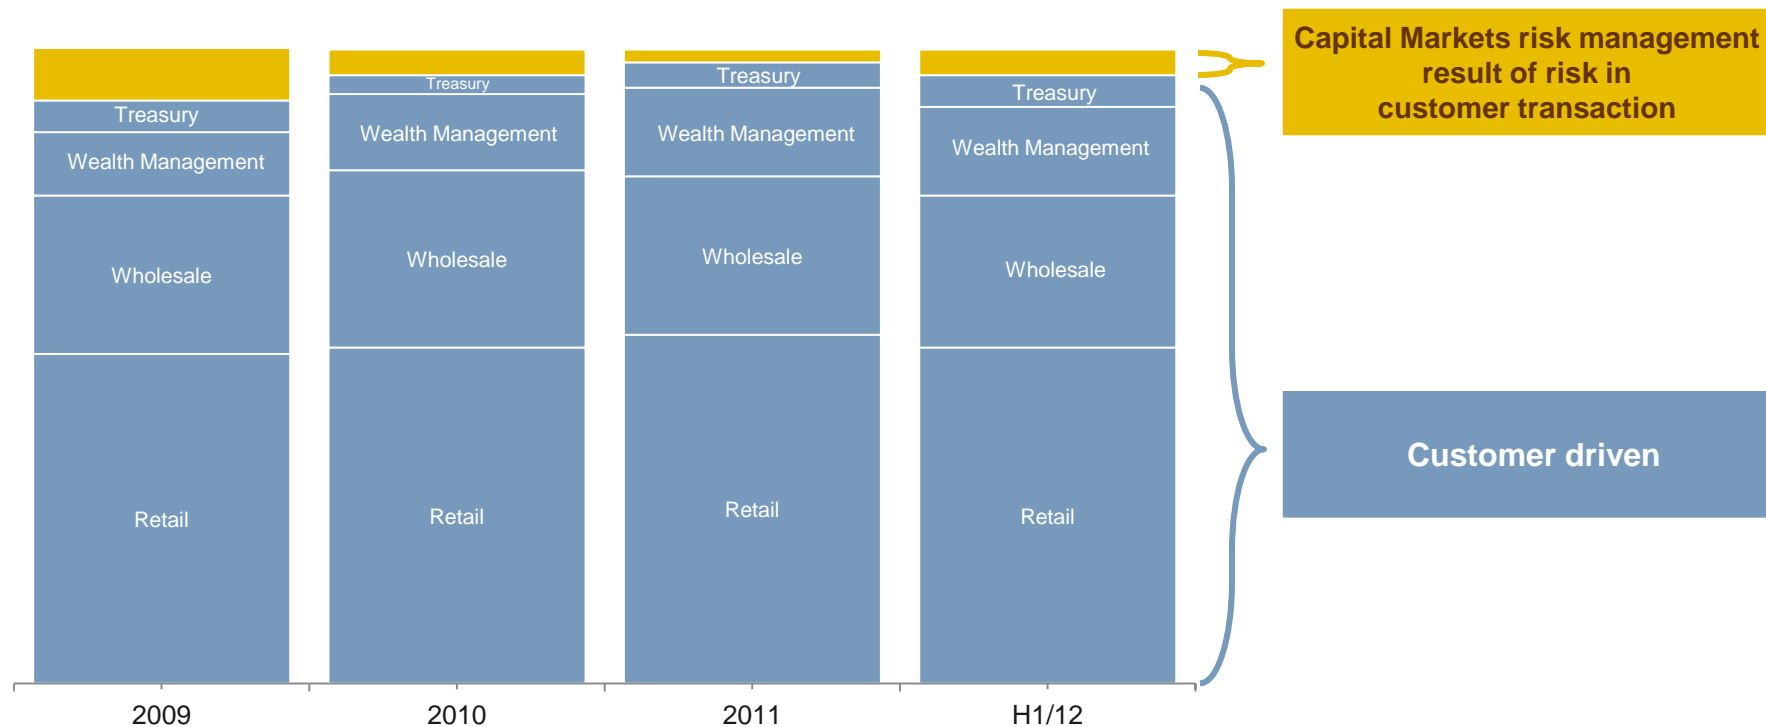 Capital Markets risk management
result of risk in
customer transaction
Treasury
Wealth Management
Wholesale
Retail
Treasury
Wealth Management
Wholesale
Retail
Treasury
Wealth Management
Wholesale
Retail
Treasury
Wealth Management
Wholesale
Retail
Customer driven
2009
2010
2011
H1/12